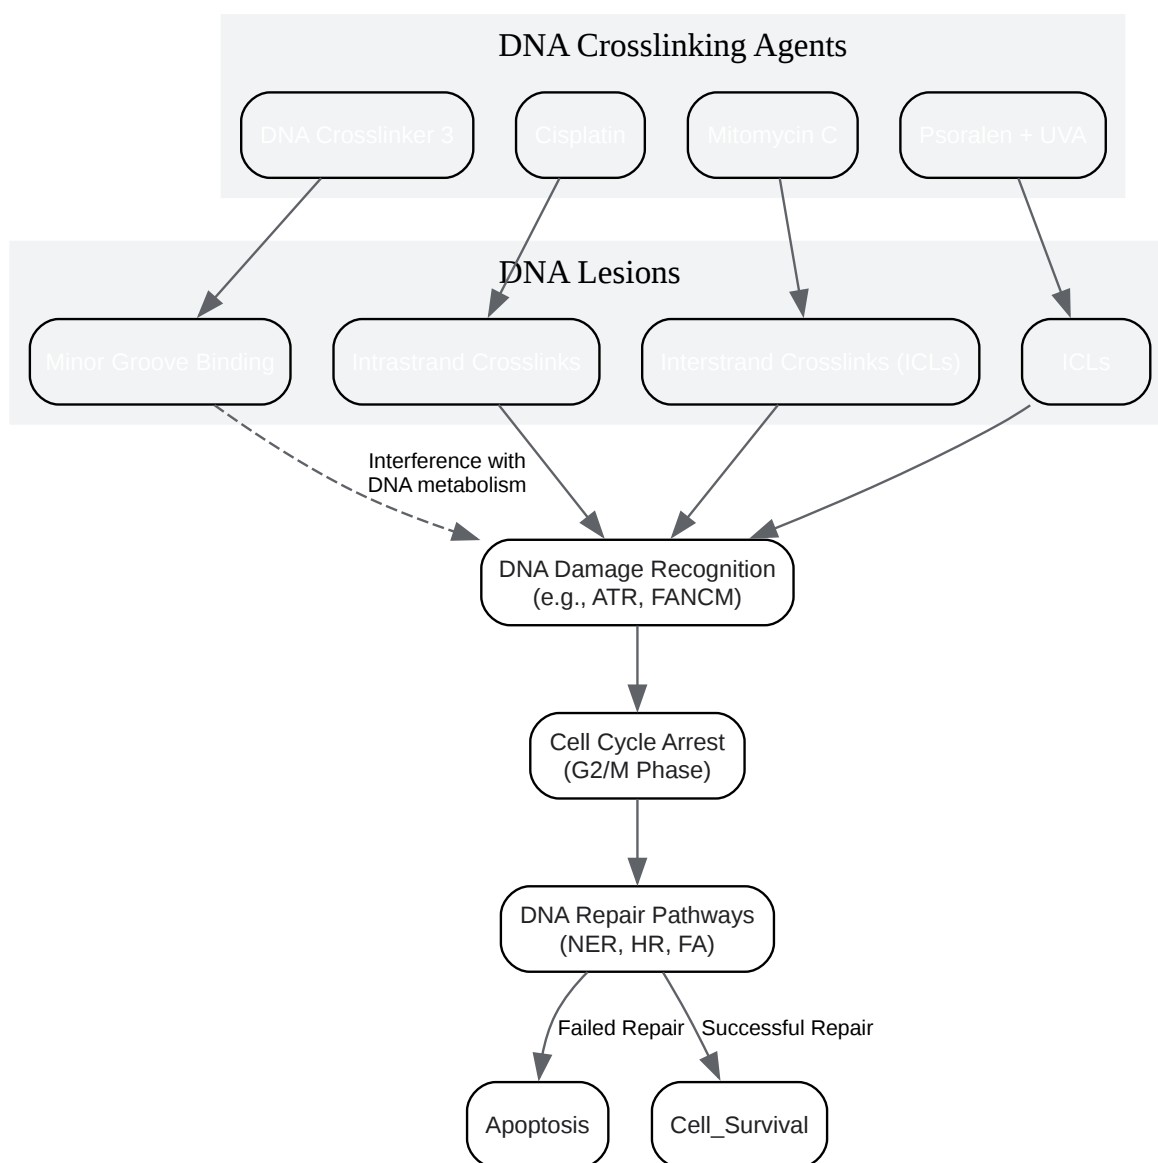 DNA Crosslinking Agents
DNA Crosslinker 3
Cisplatin
Mitomycin C
Psoralen + UVA
DNA Lesions
Minor Groove Binding
Intrastrand Crosslinks
Interstrand Crosslinks (ICLs)
ICLs
Interference with
DNA metabolism
DNA Damage Recognition
(e.g., ATR, FANCM)
Cell Cycle Arrest
(G2/M Phase)
DNA Repair Pathways
(NER, HR, FA)
Failed Repair
Successful Repair
Apoptosis
Cell_Survival